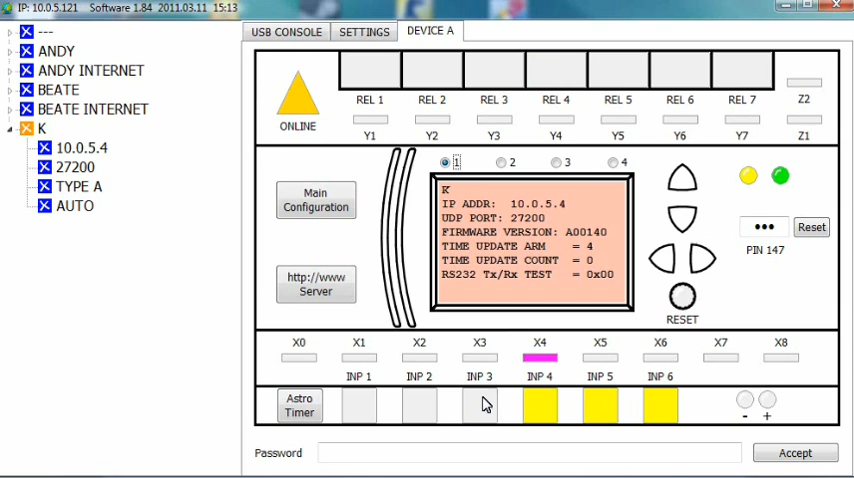 IP: 10.0.5.121 Software 1.84 2011.03.11 15:13
---
ANDY
ANDY INTERNET
BEATE
BEATE INTERNET
K
10.0.5.4
27200
TYPE A
AUTO
USB CONSOLE SETTINGS DEVICE A
ONLINE
REL 1 REL 2 REL 3 REL 4 REL 5 REL 6 REL 7 Z2
Y1 Y2 Y3 Y4 Y5 Y6 Y7 Z1
1 2 3 4
Main
Configuration
http://www
Server
K
IP ADDR: 10.0.5.4
UDP PORT: 27200
FIRMWARE VERSION: A00140
TIME UPDATE ARM = 4
TIME UPDATE COUNT = 0
RS232 Tx/Rx TEST = 0x00
••• Reset
PIN 147
RESET
X0 X1 X2 X3 X4 X5 X6 X7 X8
INP 1 INP 2 INP 3 INP 4 INP 5 INP 6
Astro
Timer
- +
Password Accept